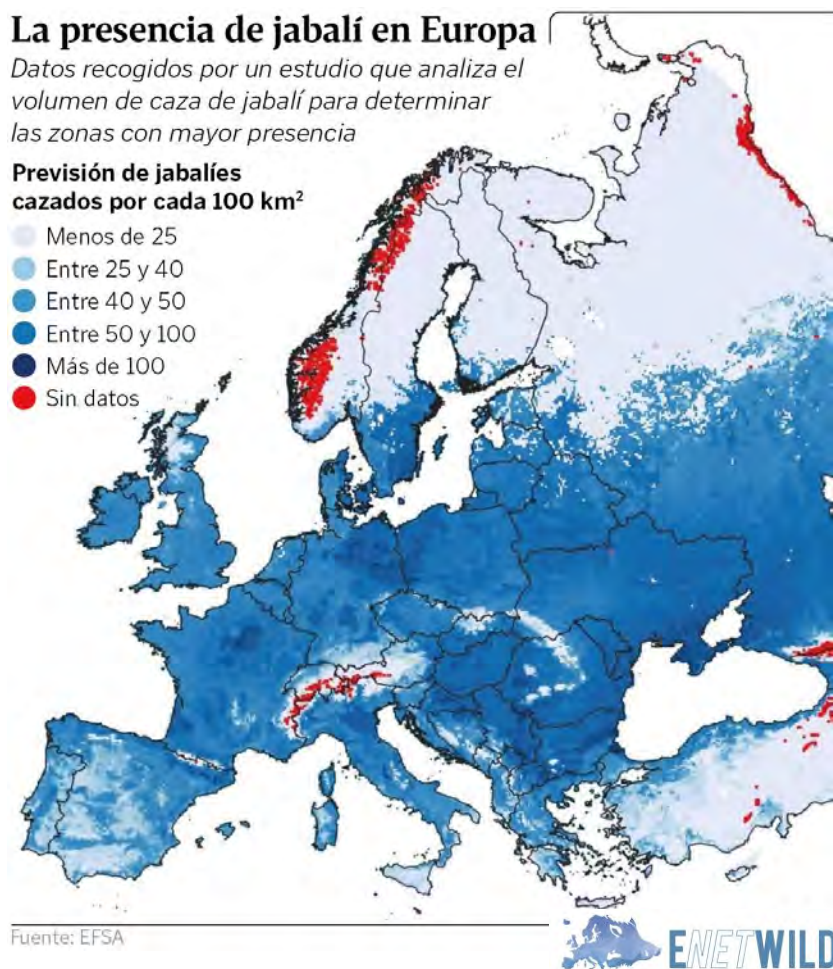 La presencia de jabalí en Europa
Datos recogidos por un estudio que analiza el
volumen de caza de jabalí para determinar
las zonas con mayor presencia
Previsión de jabalíes
cazados por cada 100 km²
Menos de 25
Entre 25 y 40
Entre 40 y 50
Entre 50 y 100
Más de 100
Sin datos
Fuente: EFSA
ENETWILD